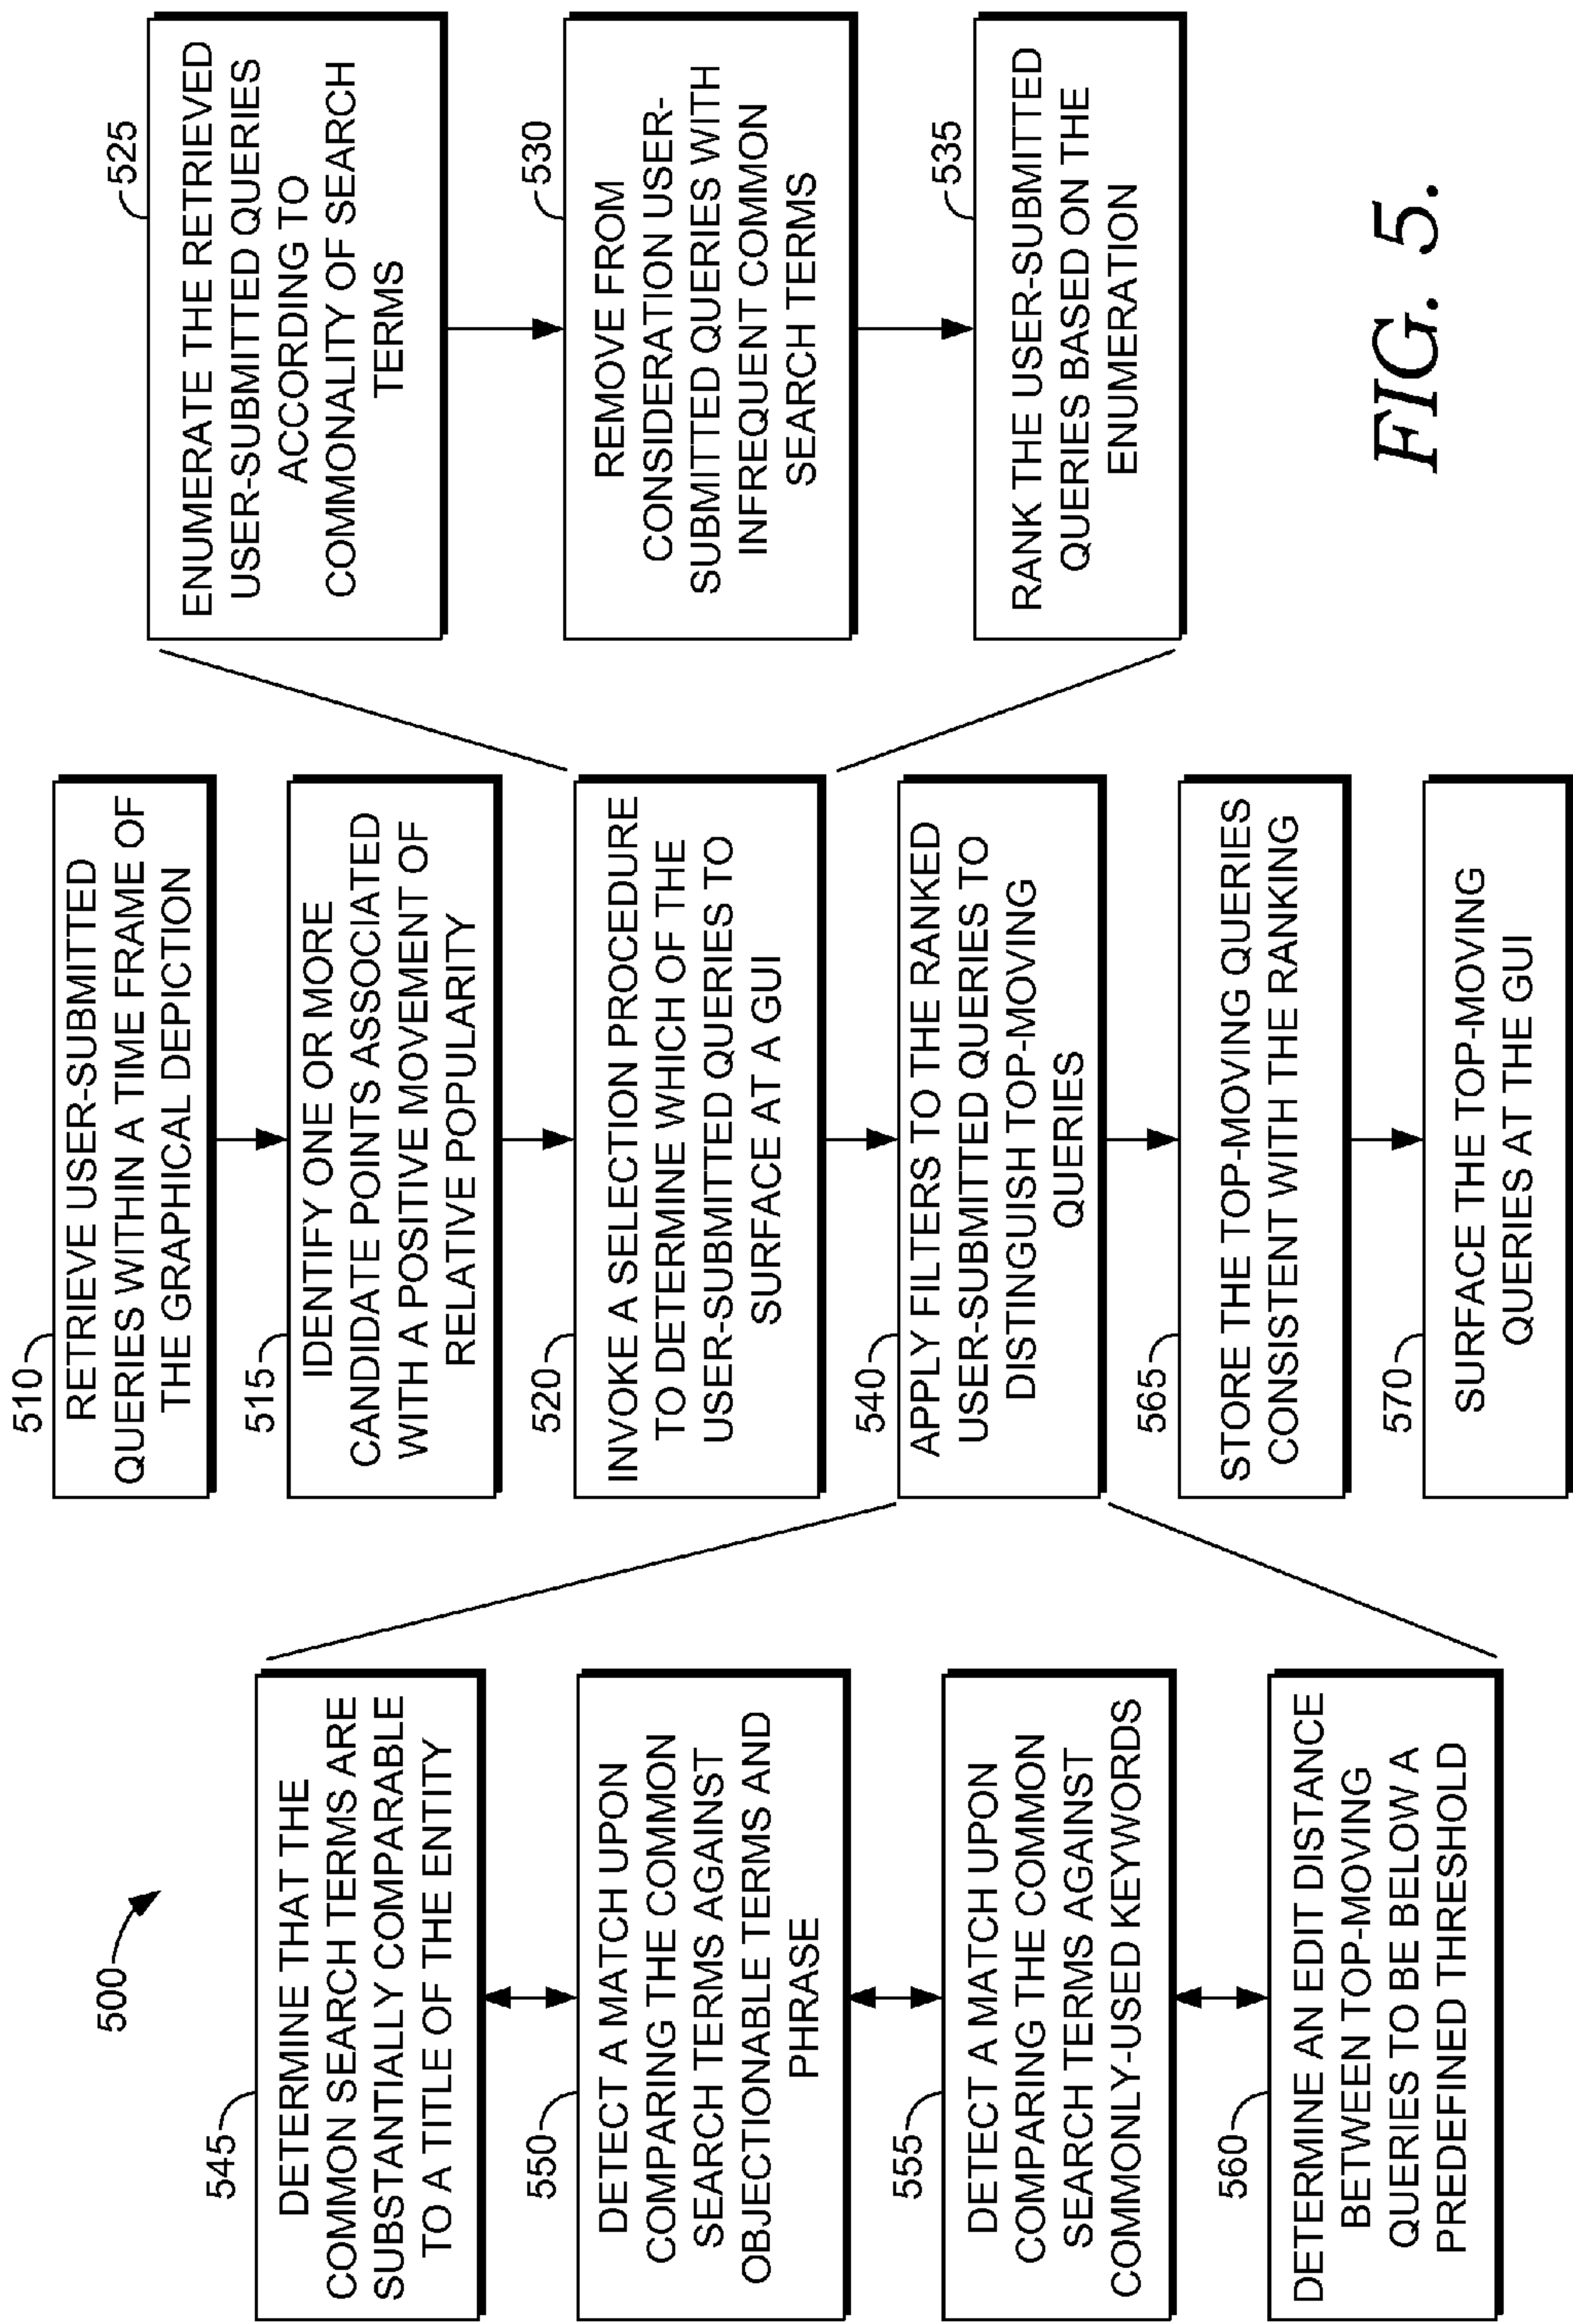 500
510
RETRIEVE USER-SUBMITTED
QUERIES WITHIN A TIME FRAME OF
THE GRAPHICAL DEPICTION
515
IDENTIFY ONE OR MORE
CANDIDATE POINTS ASSOCIATED
WITH A POSITIVE MOVEMENT OF
RELATIVE POPULARITY
520
INVOKE A SELECTION PROCEDURE
TO DETERMINE WHICH OF THE
USER-SUBMITTED QUERIES TO
SURFACE AT A GUI
525
ENUMERATE THE RETRIEVED
USER-SUBMITTED QUERIES
ACCORDING TO
COMMONALITY OF SEARCH
TERMS
530
REMOVE FROM
CONSIDERATION USER-
SUBMITTED QUERIES WITH
INFREQUENT COMMON
SEARCH TERMS
535
RANK THE USER-SUBMITTED
QUERIES BASED ON THE
ENUMERATION
540
APPLY FILTERS TO THE RANKED
USER-SUBMITTED QUERIES TO
DISTINGUISH TOP-MOVING
QUERIES
545
DETERMINE THAT THE
COMMON SEARCH TERMS ARE
SUBSTANTIALLY COMPARABLE
TO A TITLE OF THE ENTITY
550
DETECT A MATCH UPON
COMPARING THE COMMON
SEARCH TERMS AGAINST
OBJECTIONABLE TERMS AND
PHRASE
555
DETECT A MATCH UPON
COMPARING THE COMMON
SEARCH TERMS AGAINST
COMMONLY-USED KEYWORDS
560
DETERMINE AN EDIT DISTANCE
BETWEEN TOP-MOVING
QUERIES TO BE BELOW A
PREDEFINED THRESHOLD
565
STORE THE TOP-MOVING QUERIES
CONSISTENT WITH THE RANKING
570
SURFACE THE TOP-MOVING
QUERIES AT THE GUI
FIG. 5.